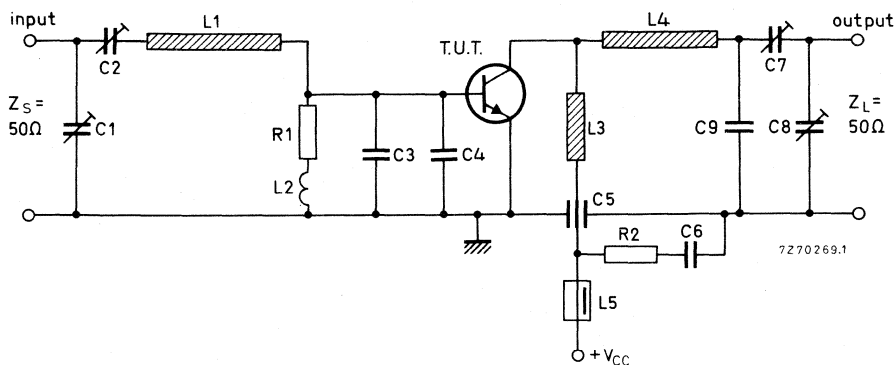 input
L1
C2
Z_S =
50Ω
C1
R1
L2
C3
C4
T.U.T.
L4
output
C7
L3
C9
C8
Z_L =
50Ω
C5
R2
C6
7Z70269.1
L5
+V_CC